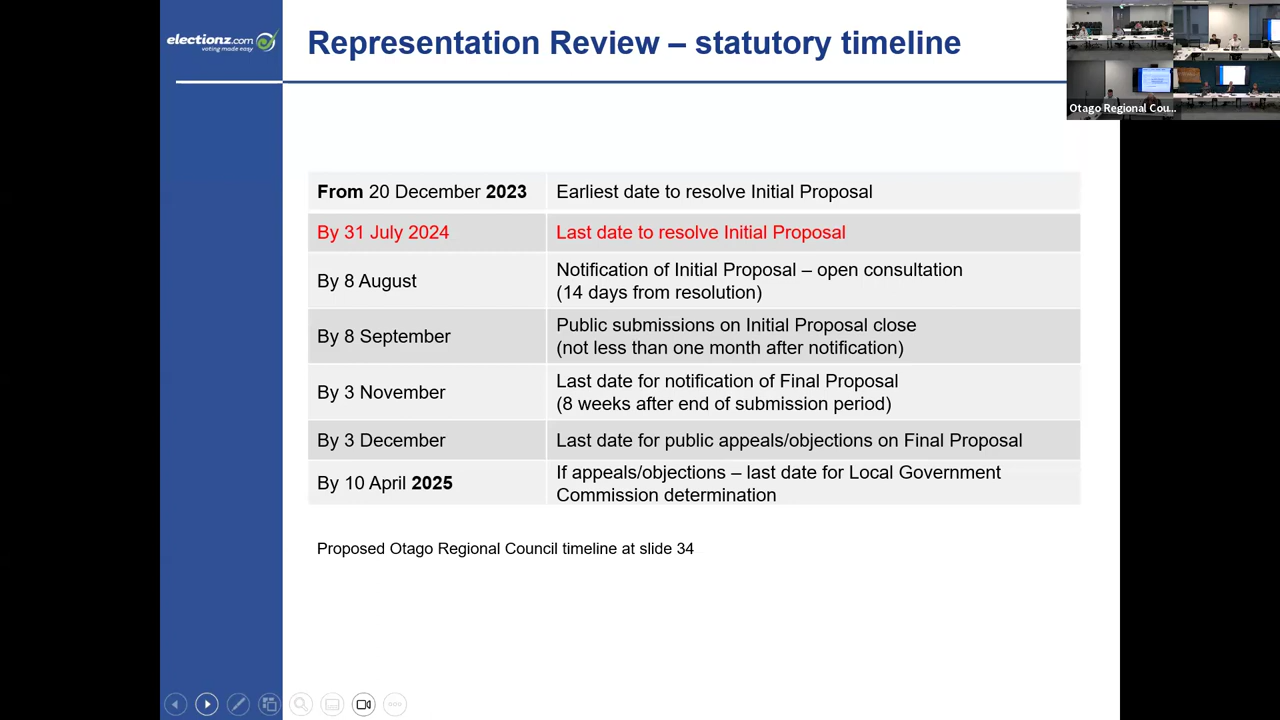 electionz.com
voting made easy
Representation Review – statutory timeline
Otago Regional Cou...
From 20 December 2023
Earliest date to resolve Initial Proposal
By 31 July 2024
Last date to resolve Initial Proposal
By 8 August
Notification of Initial Proposal – open consultation
(14 days from resolution)
By 8 September
Public submissions on Initial Proposal close
(not less than one month after notification)
By 3 November
Last date for notification of Final Proposal
(8 weeks after end of submission period)
By 3 December
Last date for public appeals/objections on Final Proposal
By 10 April 2025
If appeals/objections – last date for Local Government
Commission determination
Proposed Otago Regional Council timeline at slide 34